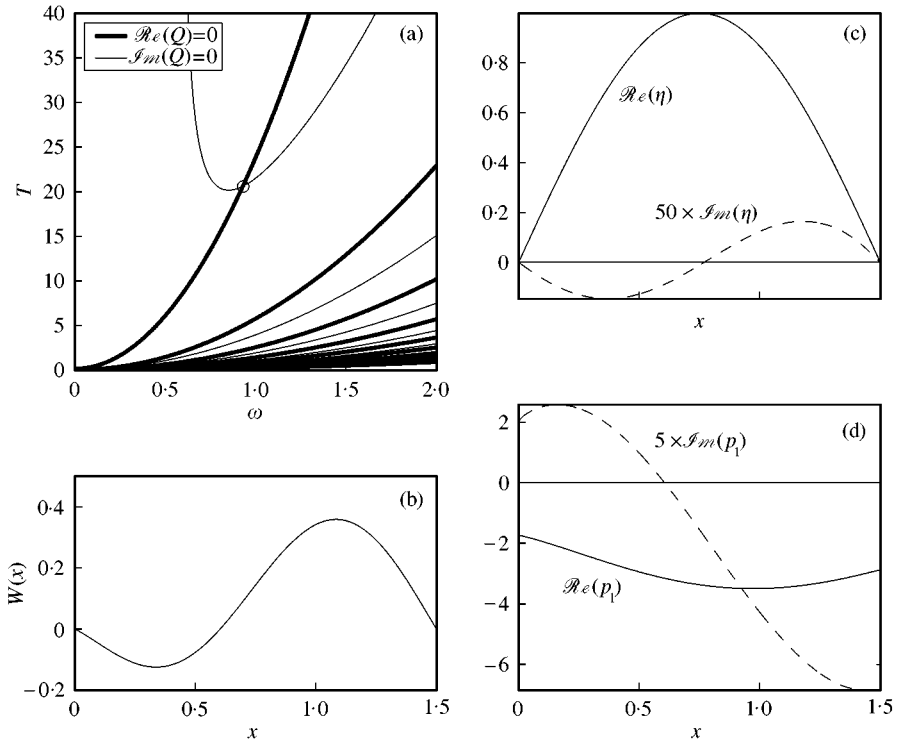 40
35
30
25
20
15
10
5
0
T
ℛe(Q)=0
ℐm(Q)=0
(a)
0
0·5
1·0
1·5
2·0
ω
0·4
0·2
0
−0·2
W(x)
(b)
0
0·5
1·0
1·5
x
0·8
0·6
0·4
0·2
0
(c)
ℛe(η)
50 × ℐm(η)
x
2
0
−2
−4
−6
(d)
5 × ℐm(p₁)
ℛe(p₁)
0
0·5
1·0
1·5
x